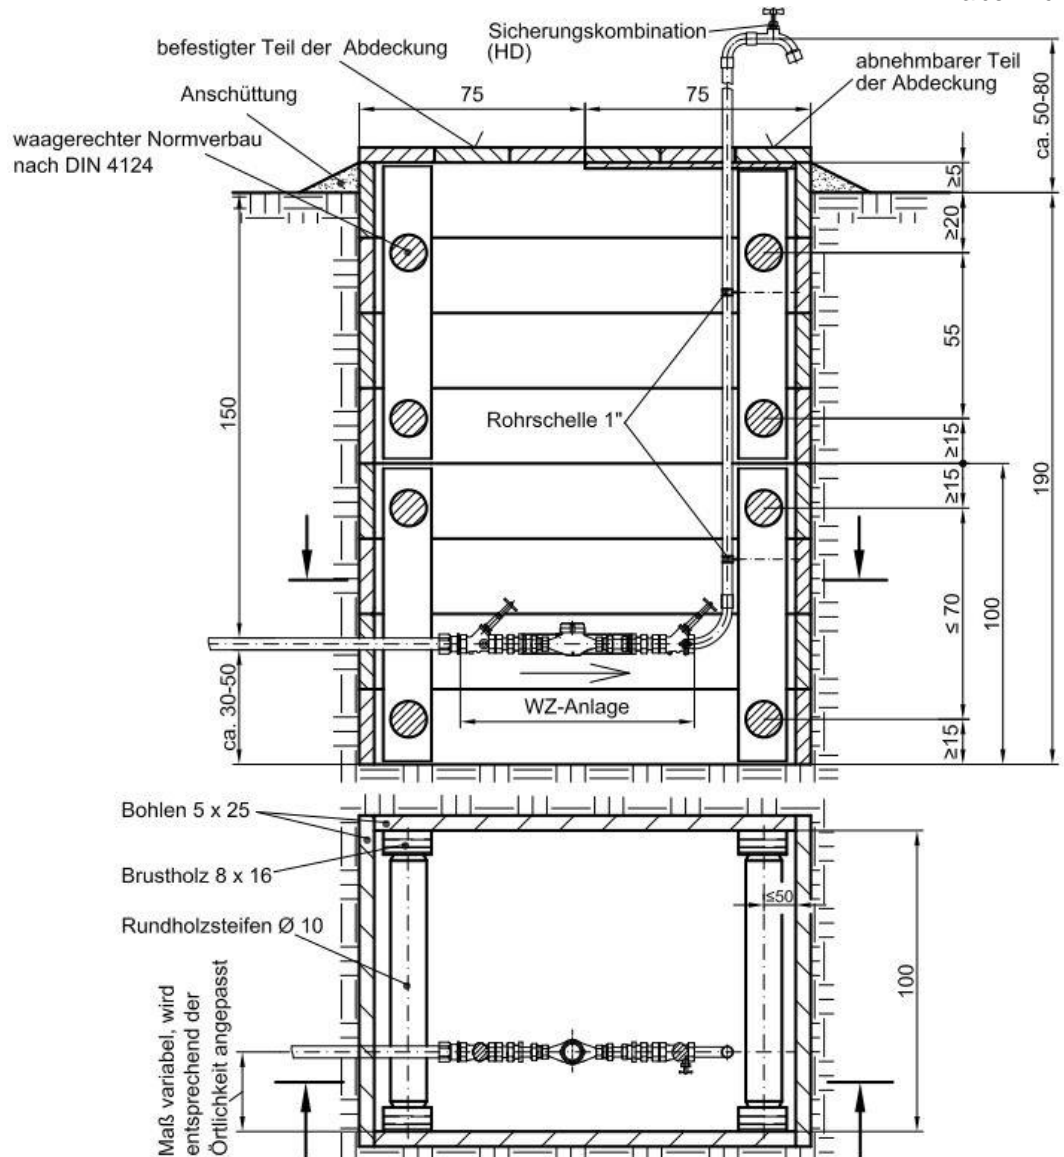 Sicherungskombination
(HD)
befestigter Teil der Abdeckung
abnehmbarer Teil
der Abdeckung
Anschüttung
75
75
waagerechter Normverbau
nach DIN 4124
ca. 50-80
≥5
≥20
55
150
Rohrschelle 1"
≥15
≥15
190
≤70
100
ca. 30-50
WZ-Anlage
≥15
Bohlen 5 x 25
Brustholz 8 x 16
≤50
Rundholzsteifen Ø 10
100
Maß variabel, wird
entsprechend der
Örtlichkeit angepasst